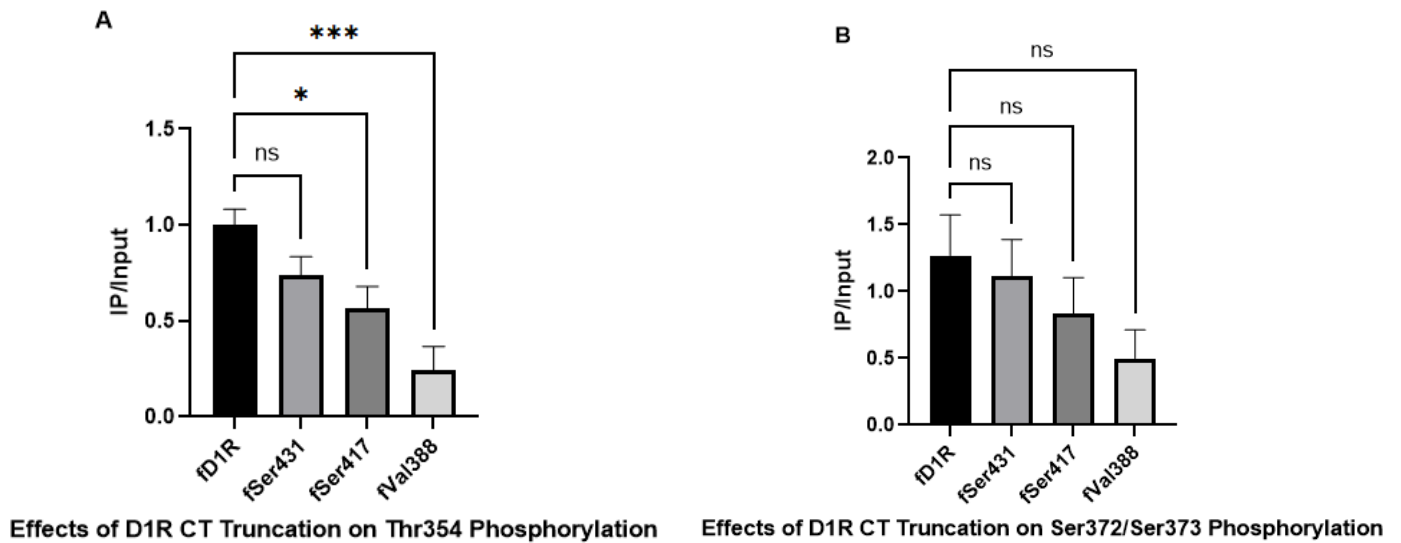 A
***
*
ns
1.5
1.0
0.5
0.0
IP/Input
fD1R
fSer431
fSer417
fVal388
Effects of D1R CT Truncation on Thr354 Phosphorylation
B
ns
ns
ns
2.0
1.5
1.0
0.5
0.0
IP/Input
fD1R
fSer431
fSer417
fVal388
Effects of D1R CT Truncation on Ser372/Ser373 Phosphorylation